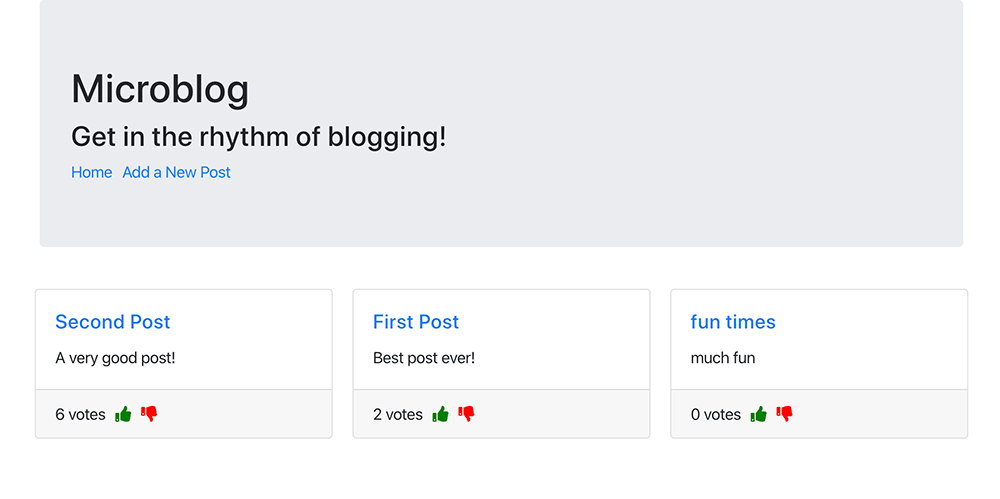 Microblog
Get in the rhythm of blogging!
Home Add a New Post
Second Post
A very good post!
6 votes
First Post
Best post ever!
2 votes
fun times
much fun
0 votes